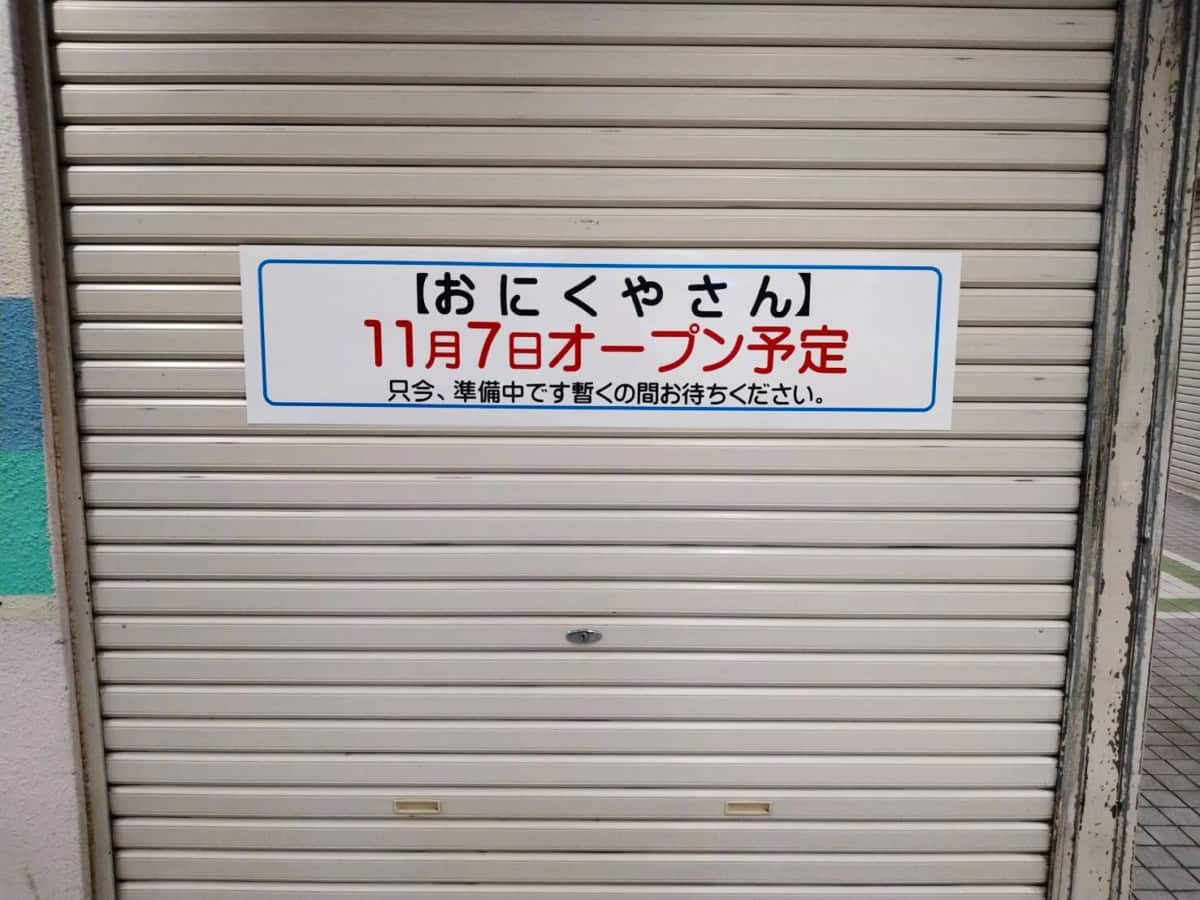 【おにくやさん】
11月7日オープン予定
只今、準備中です暫くの間お待ちください。